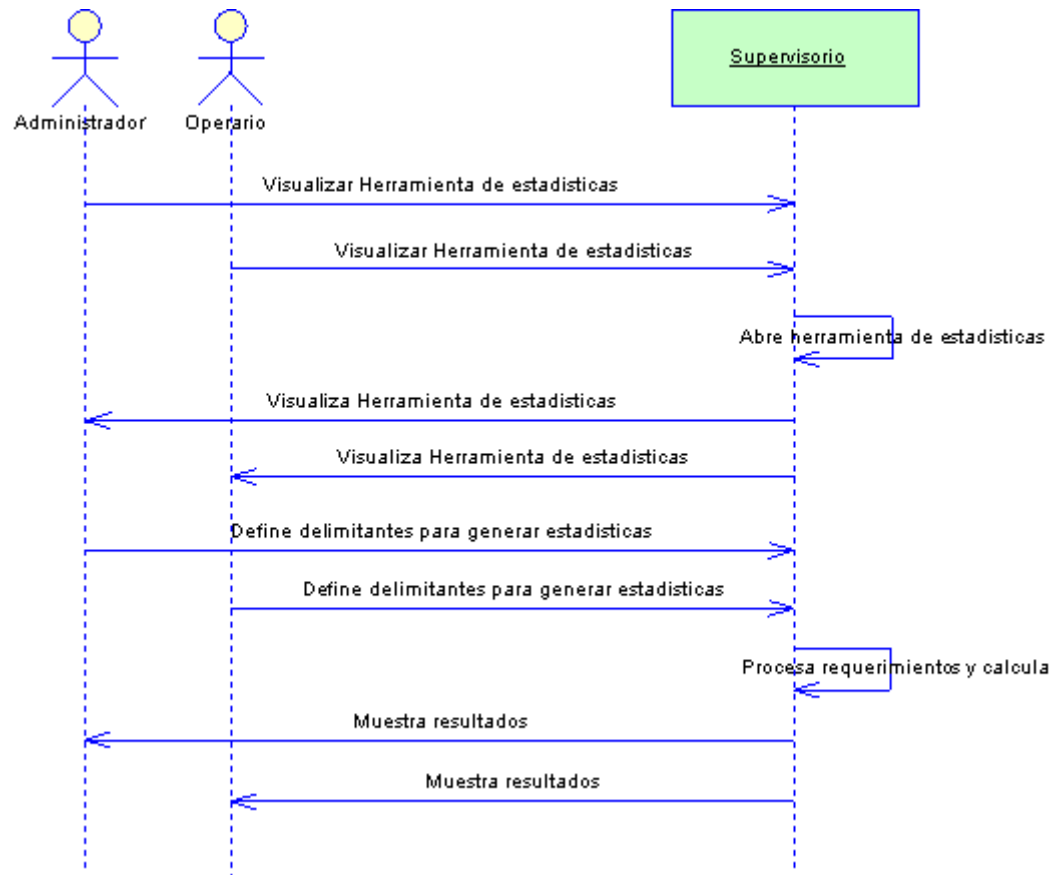 Supervisorio
Administrador
Operario
Visualizar Herramienta de estadisticas
Visualizar Herramienta de estadisticas
Abre herramienta de estadisticas
Visualiza Herramienta de estadisticas
Visualiza Herramienta de estadisticas
Define delimitantes para generar estadisticas
Define delimitantes para generar estadisticas
Procesa requerimientos y calcula
Muestra resultados
Muestra resultados